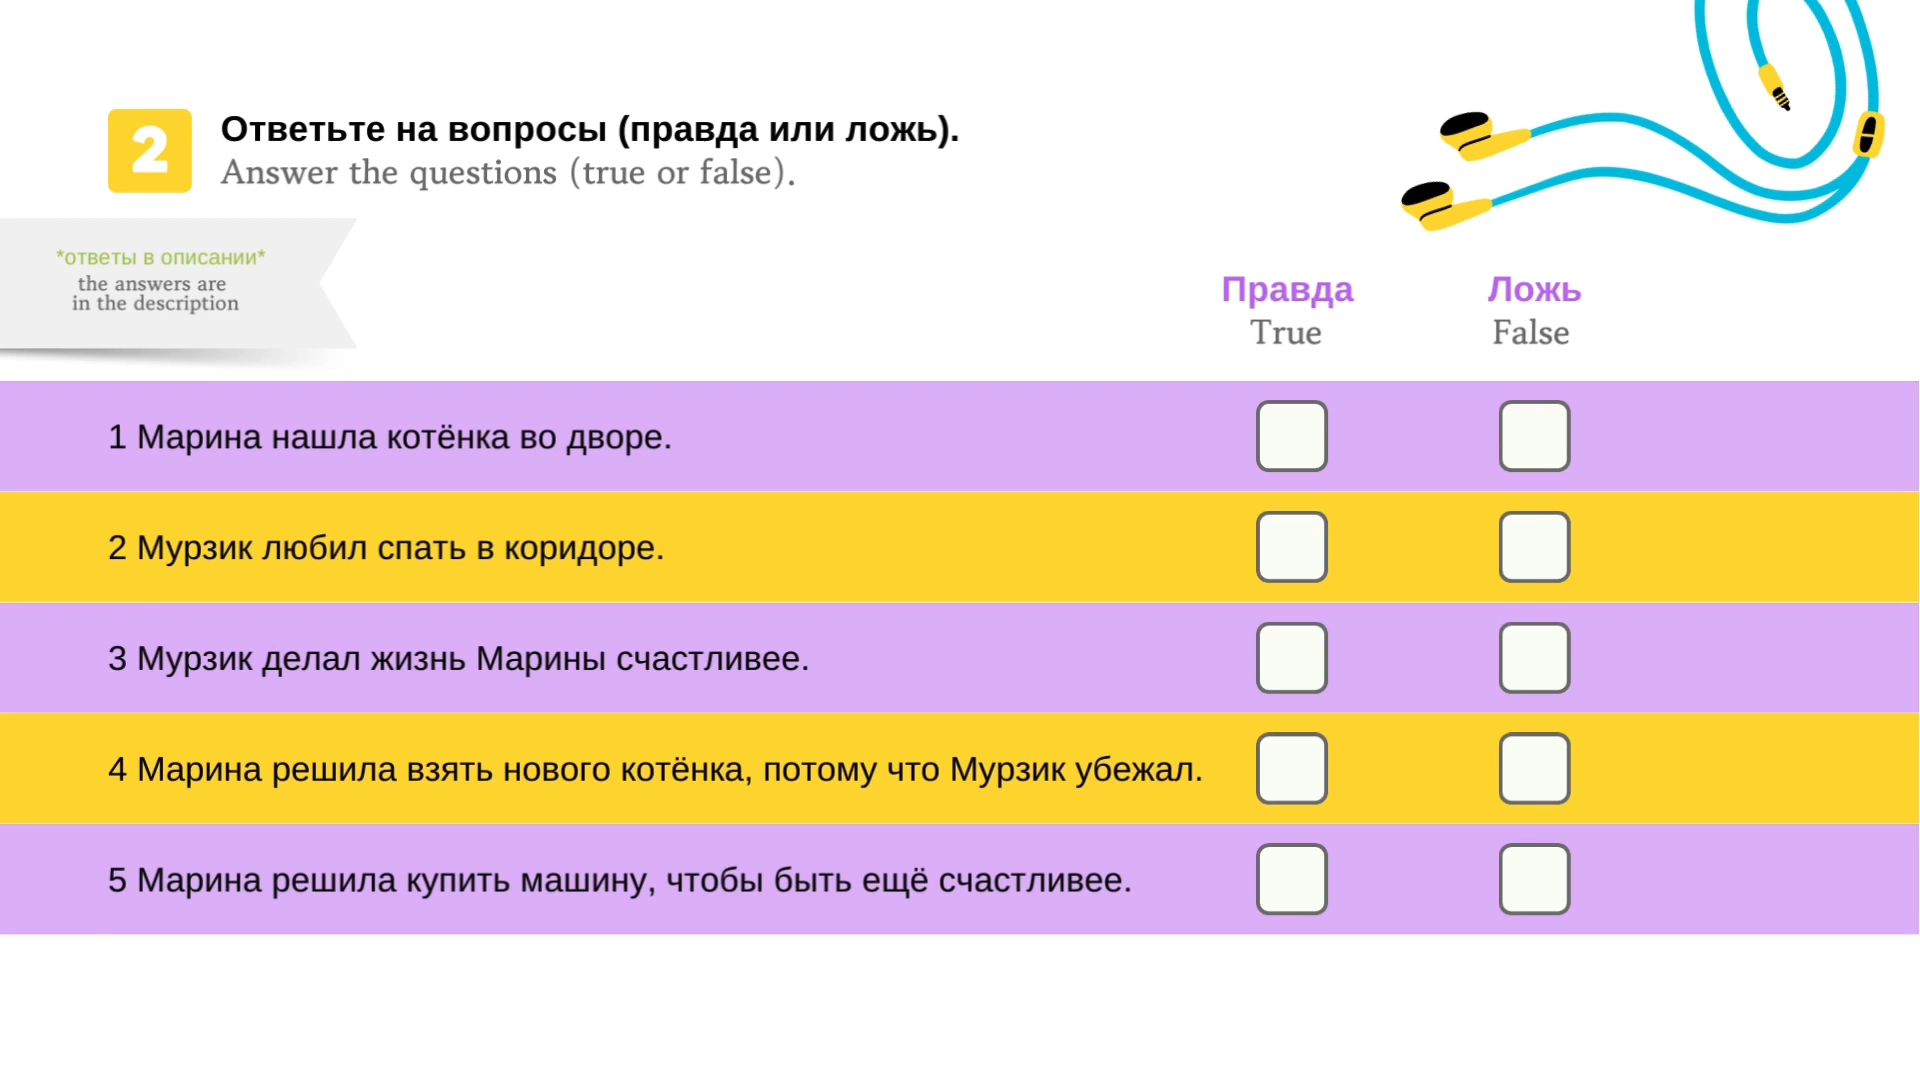 2
Ответьте на вопросы (правда или ложь).
Answer the questions (true or false).
*ответы в описании*
the answers are
in the description
Правда
True
Ложь
False
1 Марина нашла котёнка во дворе.
2 Мурзик любил спать в коридоре.
3 Мурзик делал жизнь Марины счастливее.
4 Марина решила взять нового котёнка, потому что Мурзик убежал.
5 Марина решила купить машину, чтобы быть ещё счастливее.